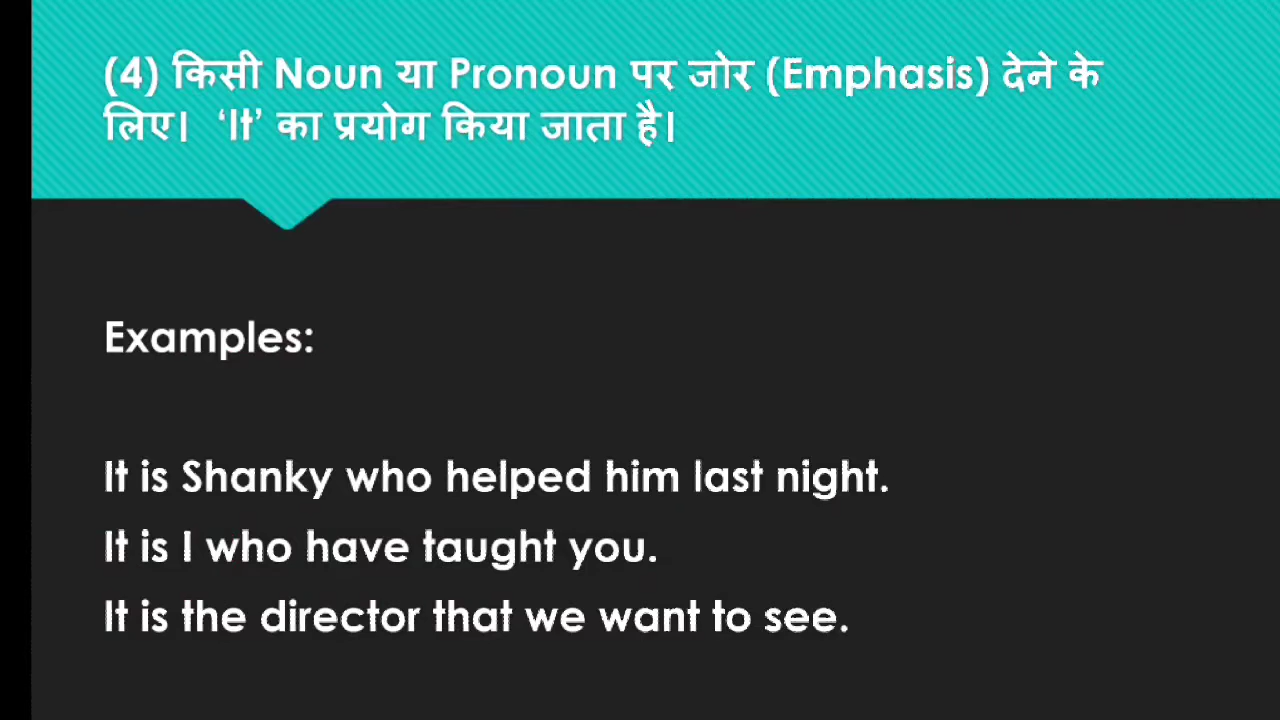 (4) किसी Noun या Pronoun पर जोर (Emphasis) देने के
लिए। ‘It’ का प्रयोग किया जाता है।
Examples:
It is Shanky who helped him last night.
It is I who have taught you.
It is the director that we want to see.